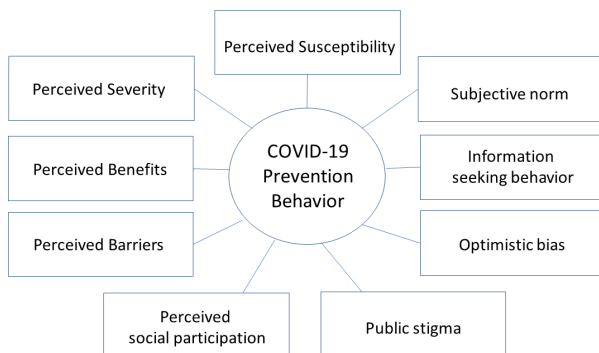 Perceived Susceptibility
Perceived Severity
Subjective norm
COVID-19
Prevention
Behavior
Perceived Benefits
Information
seeking behavior
Perceived Barriers
Optimistic bias
Perceived
social participation
Public stigma